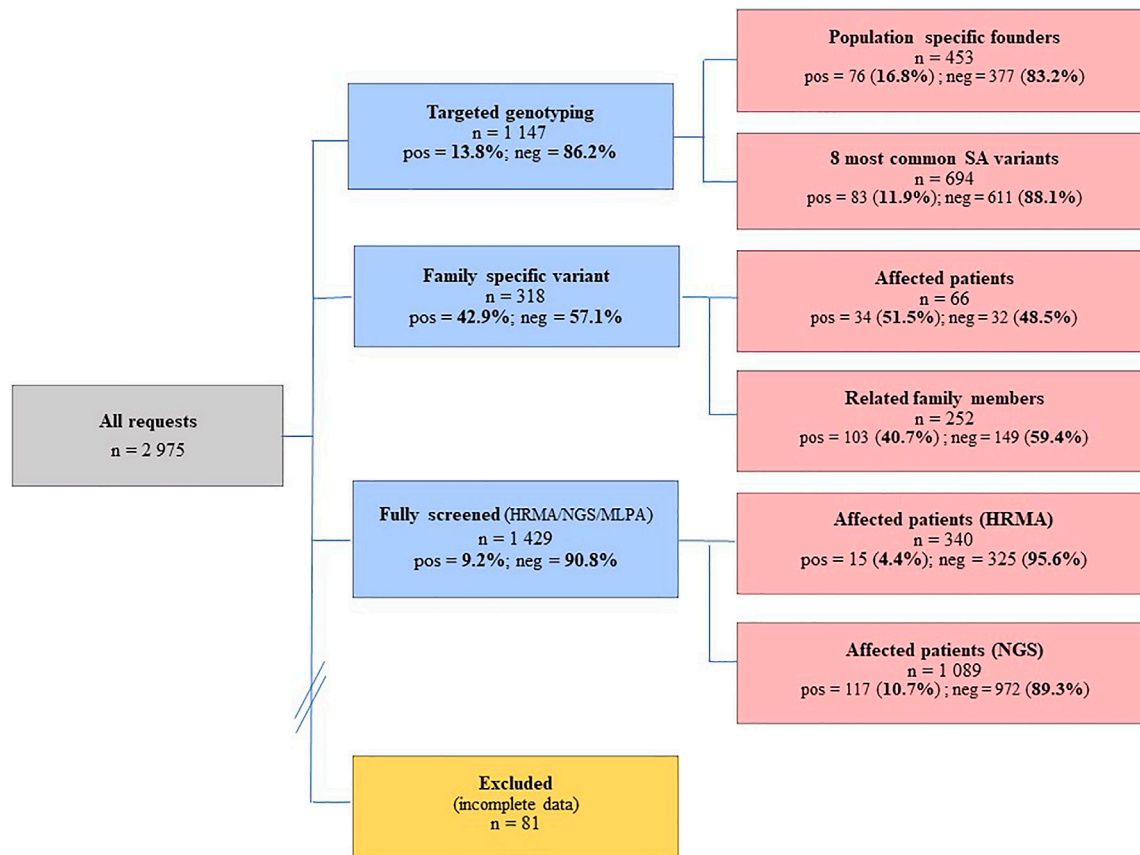 All requests
n = 2 975
Targeted genotyping
n = 1 147
pos = 13.8%; neg = 86.2%
Population specific founders
n = 453
pos = 76 (16.8%) ; neg = 377 (83.2%)
8 most common SA variants
n = 694
pos = 83 (11.9%); neg = 611 (88.1%)
Family specific variant
n = 318
pos = 42.9%; neg = 57.1%
Affected patients
n = 66
pos = 34 (51.5%); neg = 32 (48.5%)
Related family members
n = 252
pos = 103 (40.7%) ; neg = 149 (59.4%)
Fully screened (HRMA/NGS/MLPA)
n = 1 429
pos = 9.2%; neg = 90.8%
Affected patients (HRMA)
n = 340
pos = 15 (4.4%); neg = 325 (95.6%)
Affected patients (NGS)
n = 1 089
pos = 117 (10.7%) ; neg = 972 (89.3%)
Excluded
(incomplete data)
n = 81